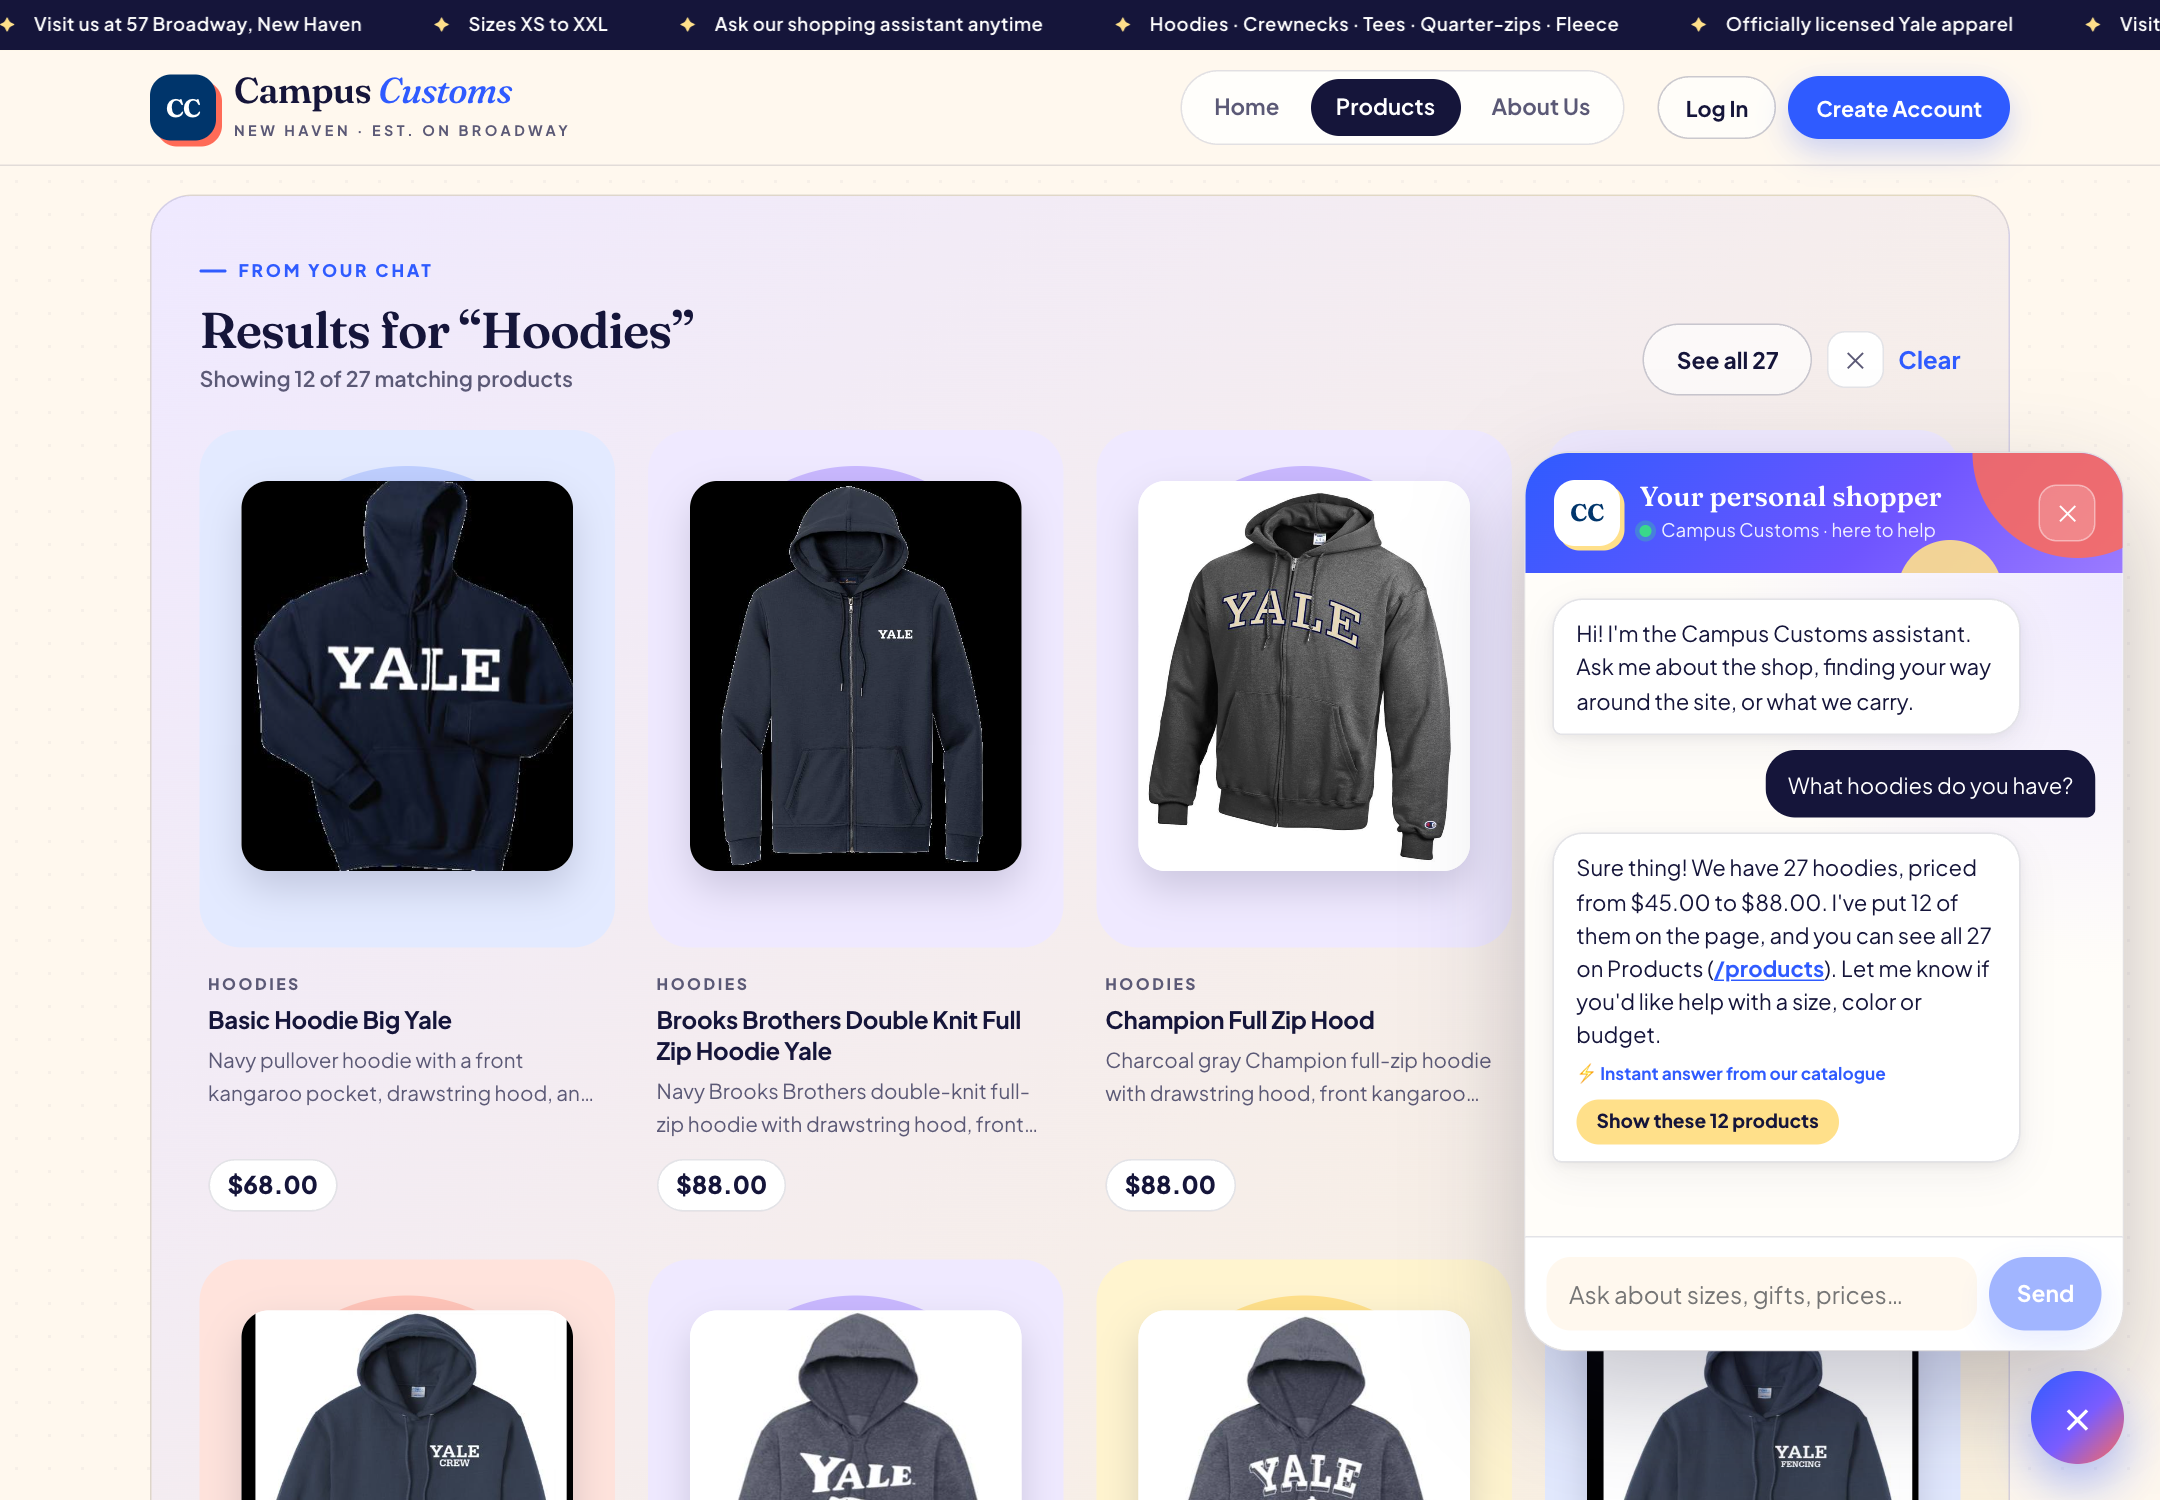 Visit us at 57 Broadway, New Haven
Sizes XS to XXL
Ask our shopping assistant anytime
Hoodies · Crewnecks · Tees · Quarter-zips · Fleece
Officially licensed Yale apparel
Visit
CC
Campus Customs
NEW HAVEN · EST. ON BROADWAY
Home
Products
About Us
Log In
Create Account
FROM YOUR CHAT
Results for “Hoodies”
Showing 12 of 27 matching products
See all 27
Clear
YALE
YALE
YALE
HOODIES
Basic Hoodie Big Yale
Navy pullover hoodie with a front
kangaroo pocket, drawstring hood, an...
$68.00
HOODIES
Brooks Brothers Double Knit Full
Zip Hoodie Yale
Navy Brooks Brothers double-knit full-
zip hoodie with drawstring hood, front...
$88.00
HOODIES
Champion Full Zip Hood
Charcoal gray Champion full-zip hoodie
with drawstring hood, front kangaroo...
$88.00
YALE
CREW
YALE
YALE
YALE
FENCING
CC
Your personal shopper
Campus Customs · here to help
Hi! I'm the Campus Customs assistant.
Ask me about the shop, finding your way
around the site, or what we carry.
What hoodies do you have?
Sure thing! We have 27 hoodies, priced
from $45.00 to $88.00. I've put 12 of
them on the page, and you can see all 27
on Products (/products). Let me know if
you'd like help with a size, color or
budget.
⚡ Instant answer from our catalogue
Show these 12 products
Ask about sizes, gifts, prices...
Send